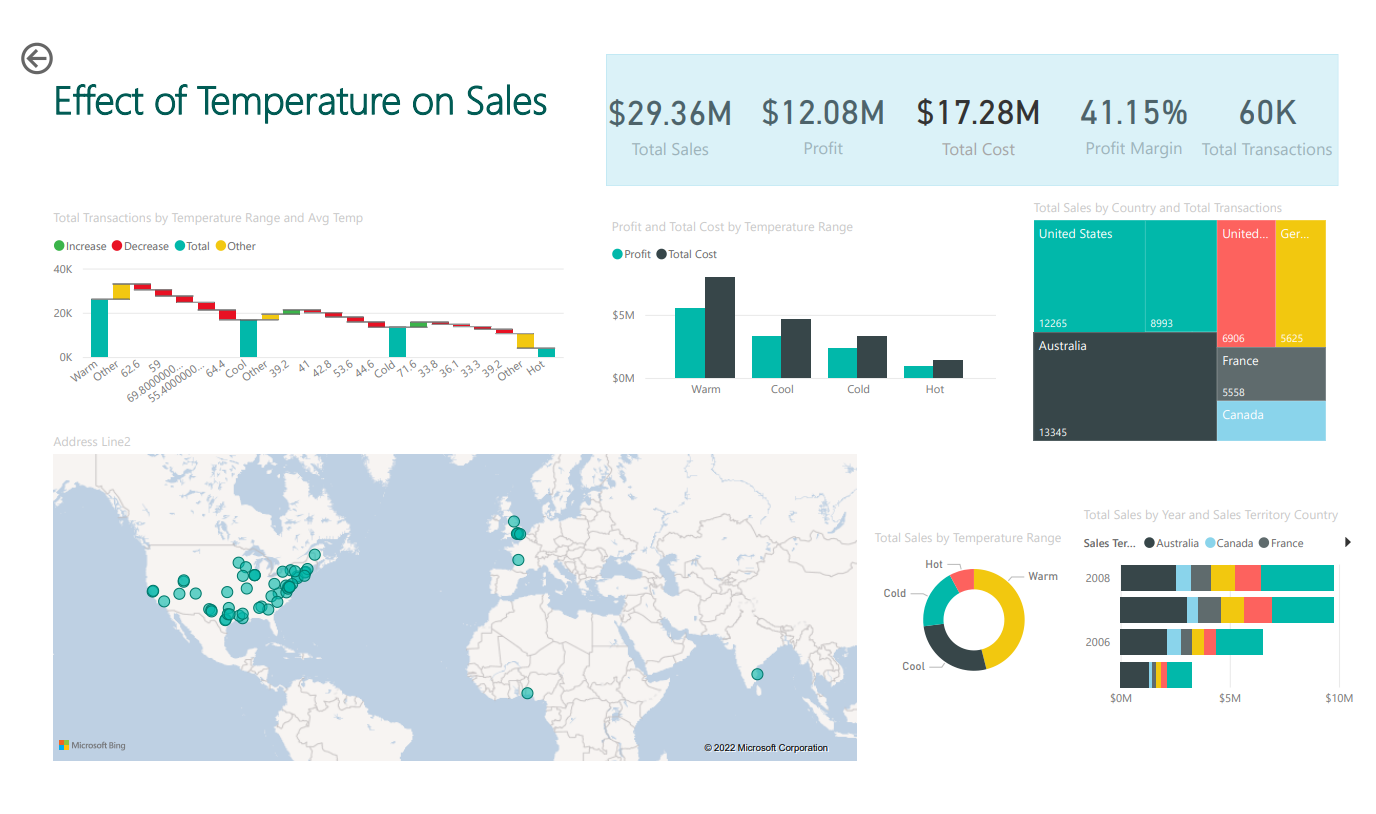 Effect of Temperature on Sales
$29.36M
Total Sales
$12.08M
Profit
$17.28M
Total Cost
41.15%
Profit Margin
60K
Total Transactions
Total Transactions by Temperature Range and Avg Temp
Increase Decrease Total Other
40K
20K
0K
Warm Other 62.6 59 69.8000000... 55.4000000... 64.4 Cool Other 39.2 41 42.8 53.6 44.6 Cold 71.6 33.8 36.1 33.3 39.2 Other Hot
Profit and Total Cost by Temperature Range
Profit Total Cost
$5M
$0M
Warm Cool Cold Hot
Total Sales by Country and Total Transactions
United States
12265
8993
United...
6906
Ger...
5625
Australia
13345
France
5558
Canada
Address Line2
Microsoft Bing
© 2022 Microsoft Corporation
Total Sales by Temperature Range
Hot
Warm
Cold
Cool
Total Sales by Year and Sales Territory Country
Sales Ter... Australia Canada France
2008
2006
$0M $5M $10M